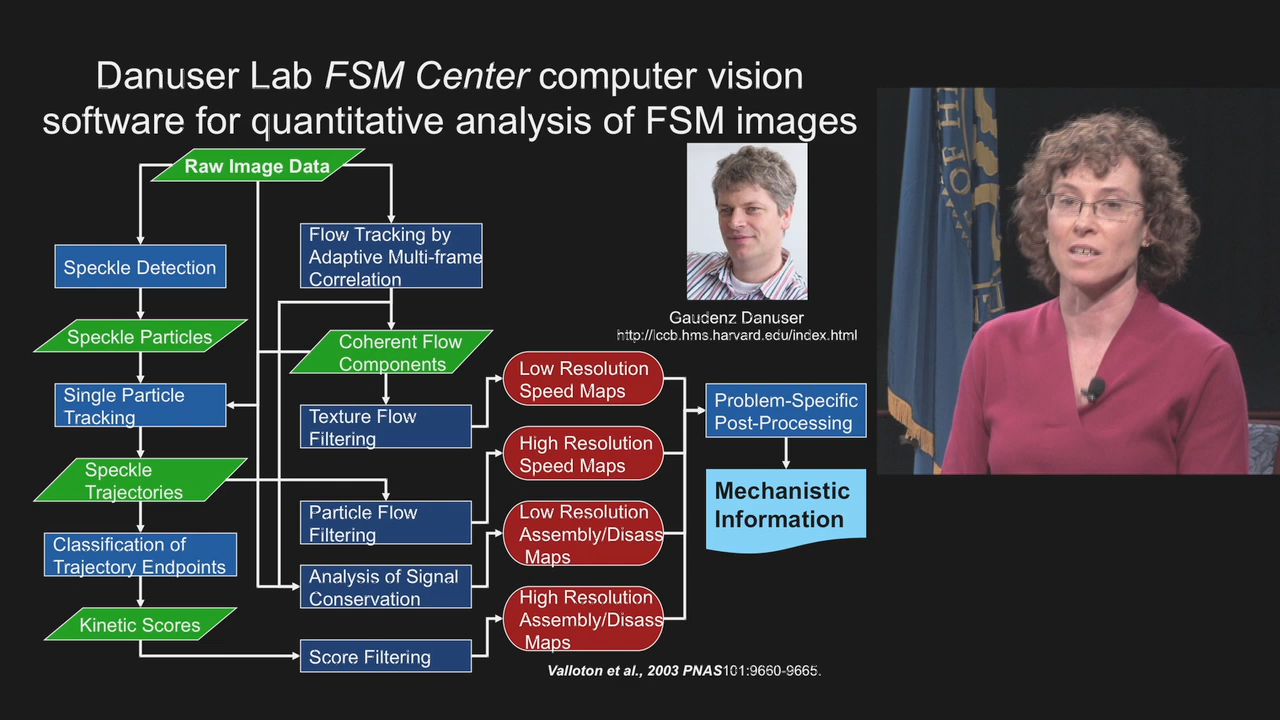 Danuser Lab FSM Center computer vision
software for quantitative analysis of FSM images
Raw Image Data
Flow Tracking by
Adaptive Multi-frame
Correlation
Speckle Detection
Gaudenz Danuser
http://lccb.hms.harvard.edu/index.html
Speckle Particles
Coherent Flow
Components
Single Particle
Tracking
Texture Flow
Filtering
Low Resolution
Speed Maps
Problem-Specific
Post-Processing
High Resolution
Speed Maps
Speckle
Trajectories
Mechanistic
Information
Particle Flow
Filtering
Low Resolution
Assembly/Disass
Maps
Classification of
Trajectory Endpoints
Analysis of Signal
Conservation
High Resolution
Assembly/Disass
Maps
Kinetic Scores
Score Filtering
Valloton et al., 2003 PNAS101:9660-9665.